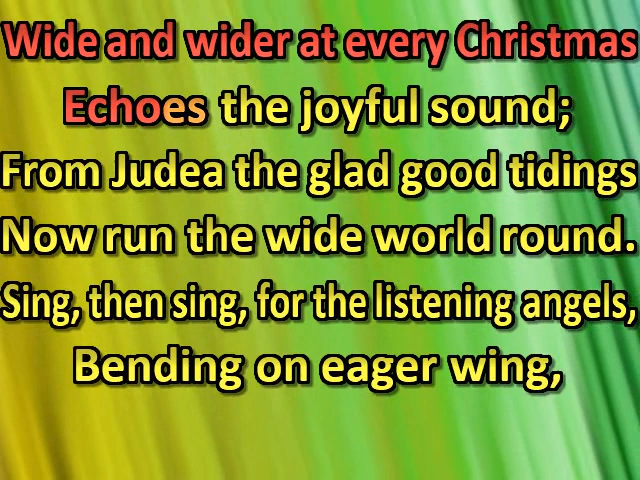 Wide and wider at every Christmas
Echoes the joyful sound;
From Judea the glad good tidings
Now run the wide world round.
Sing, then sing, for the listening angels,
Bending on eager wing,